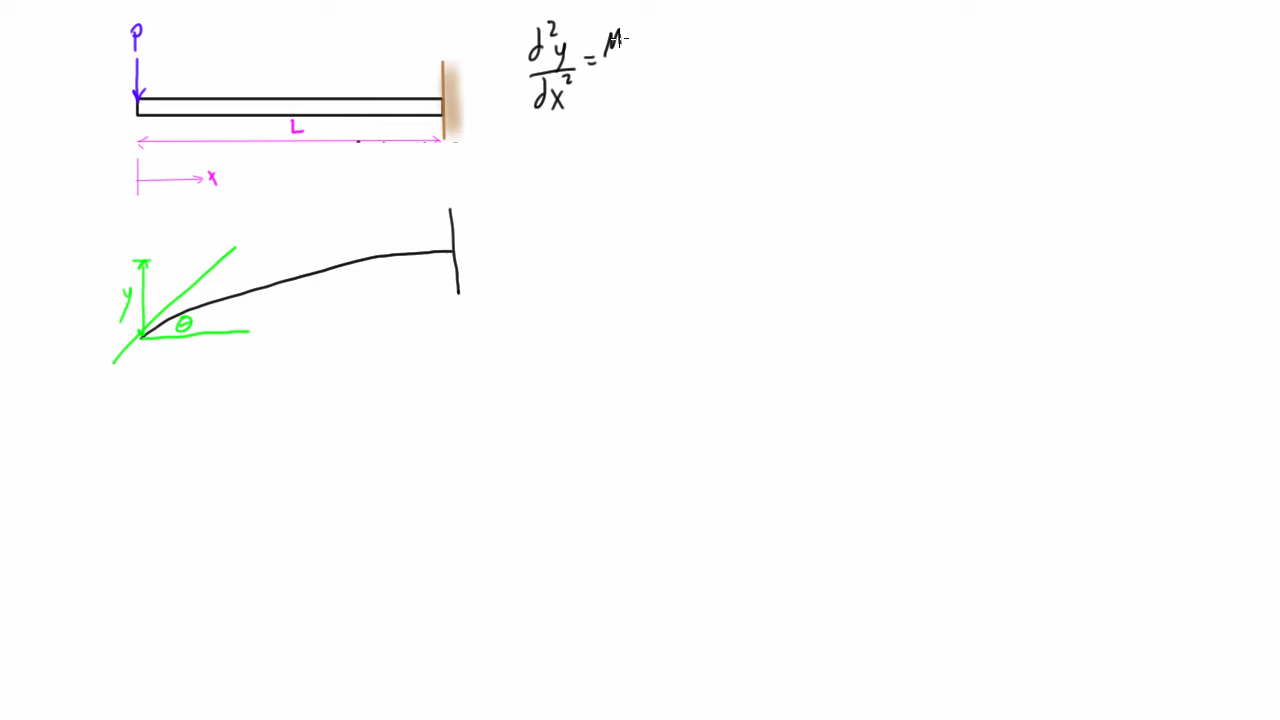 P
d²y/dx² = M
L
x
y
θ